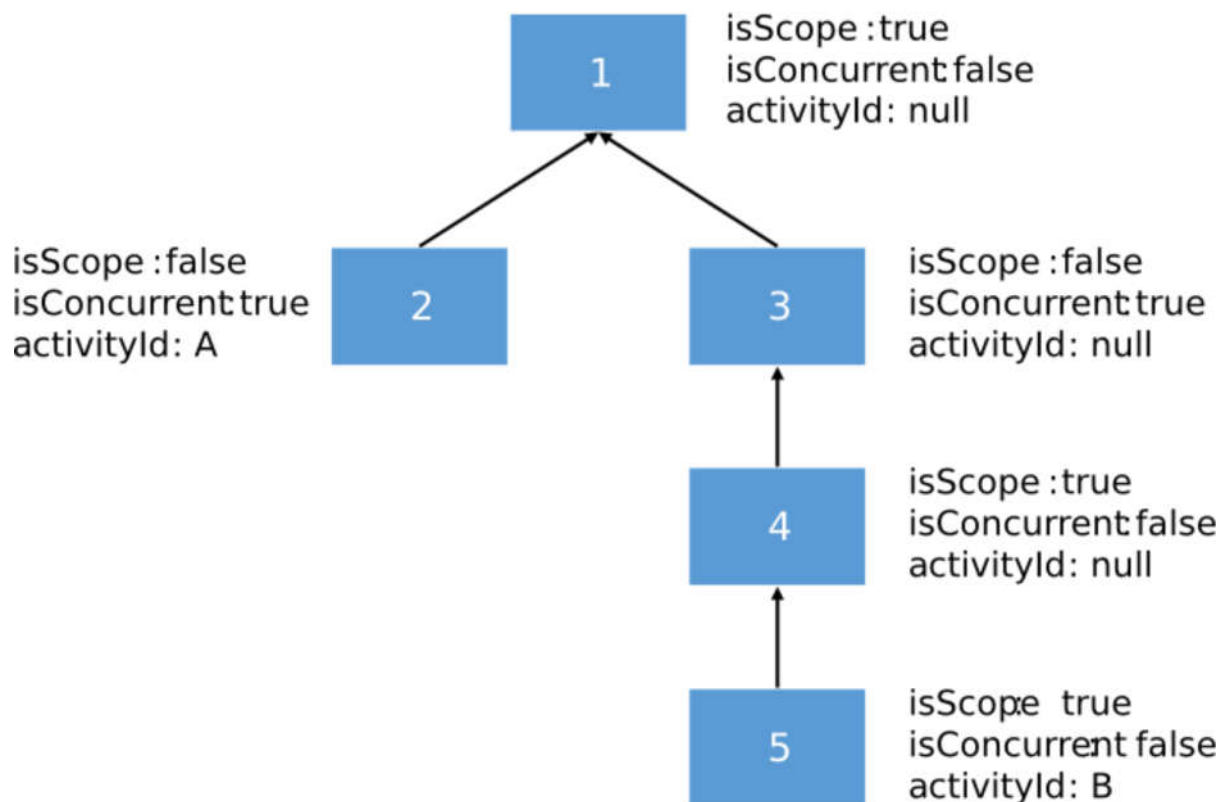 1
isScope :true
isConcurrent:false
activityId: null
isScope :false
isConcurrent:true
activityId: A
2
3
isScope :false
isConcurrent:true
activityId: null
4
isScope :true
isConcurrent:false
activityId: null
5
isScope: true
isConcurrent: false
activityId: B